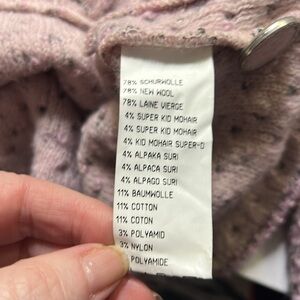 78% SCHURWOLLE
78% NEW WOOL
78% LAINE VIERGE
4% SUPER KID MOHAIR
4% SUPER KID MOHAIR
4% KID MOHAIR SUPER-D
4% ALPAKA SURI
4% ALPACA SURI
4% ALPAGO SURI
11% BAUMWOLLE
11% COTTON
11% COTON
3% POLYAMID
3% NYLON
POLYAMIDE